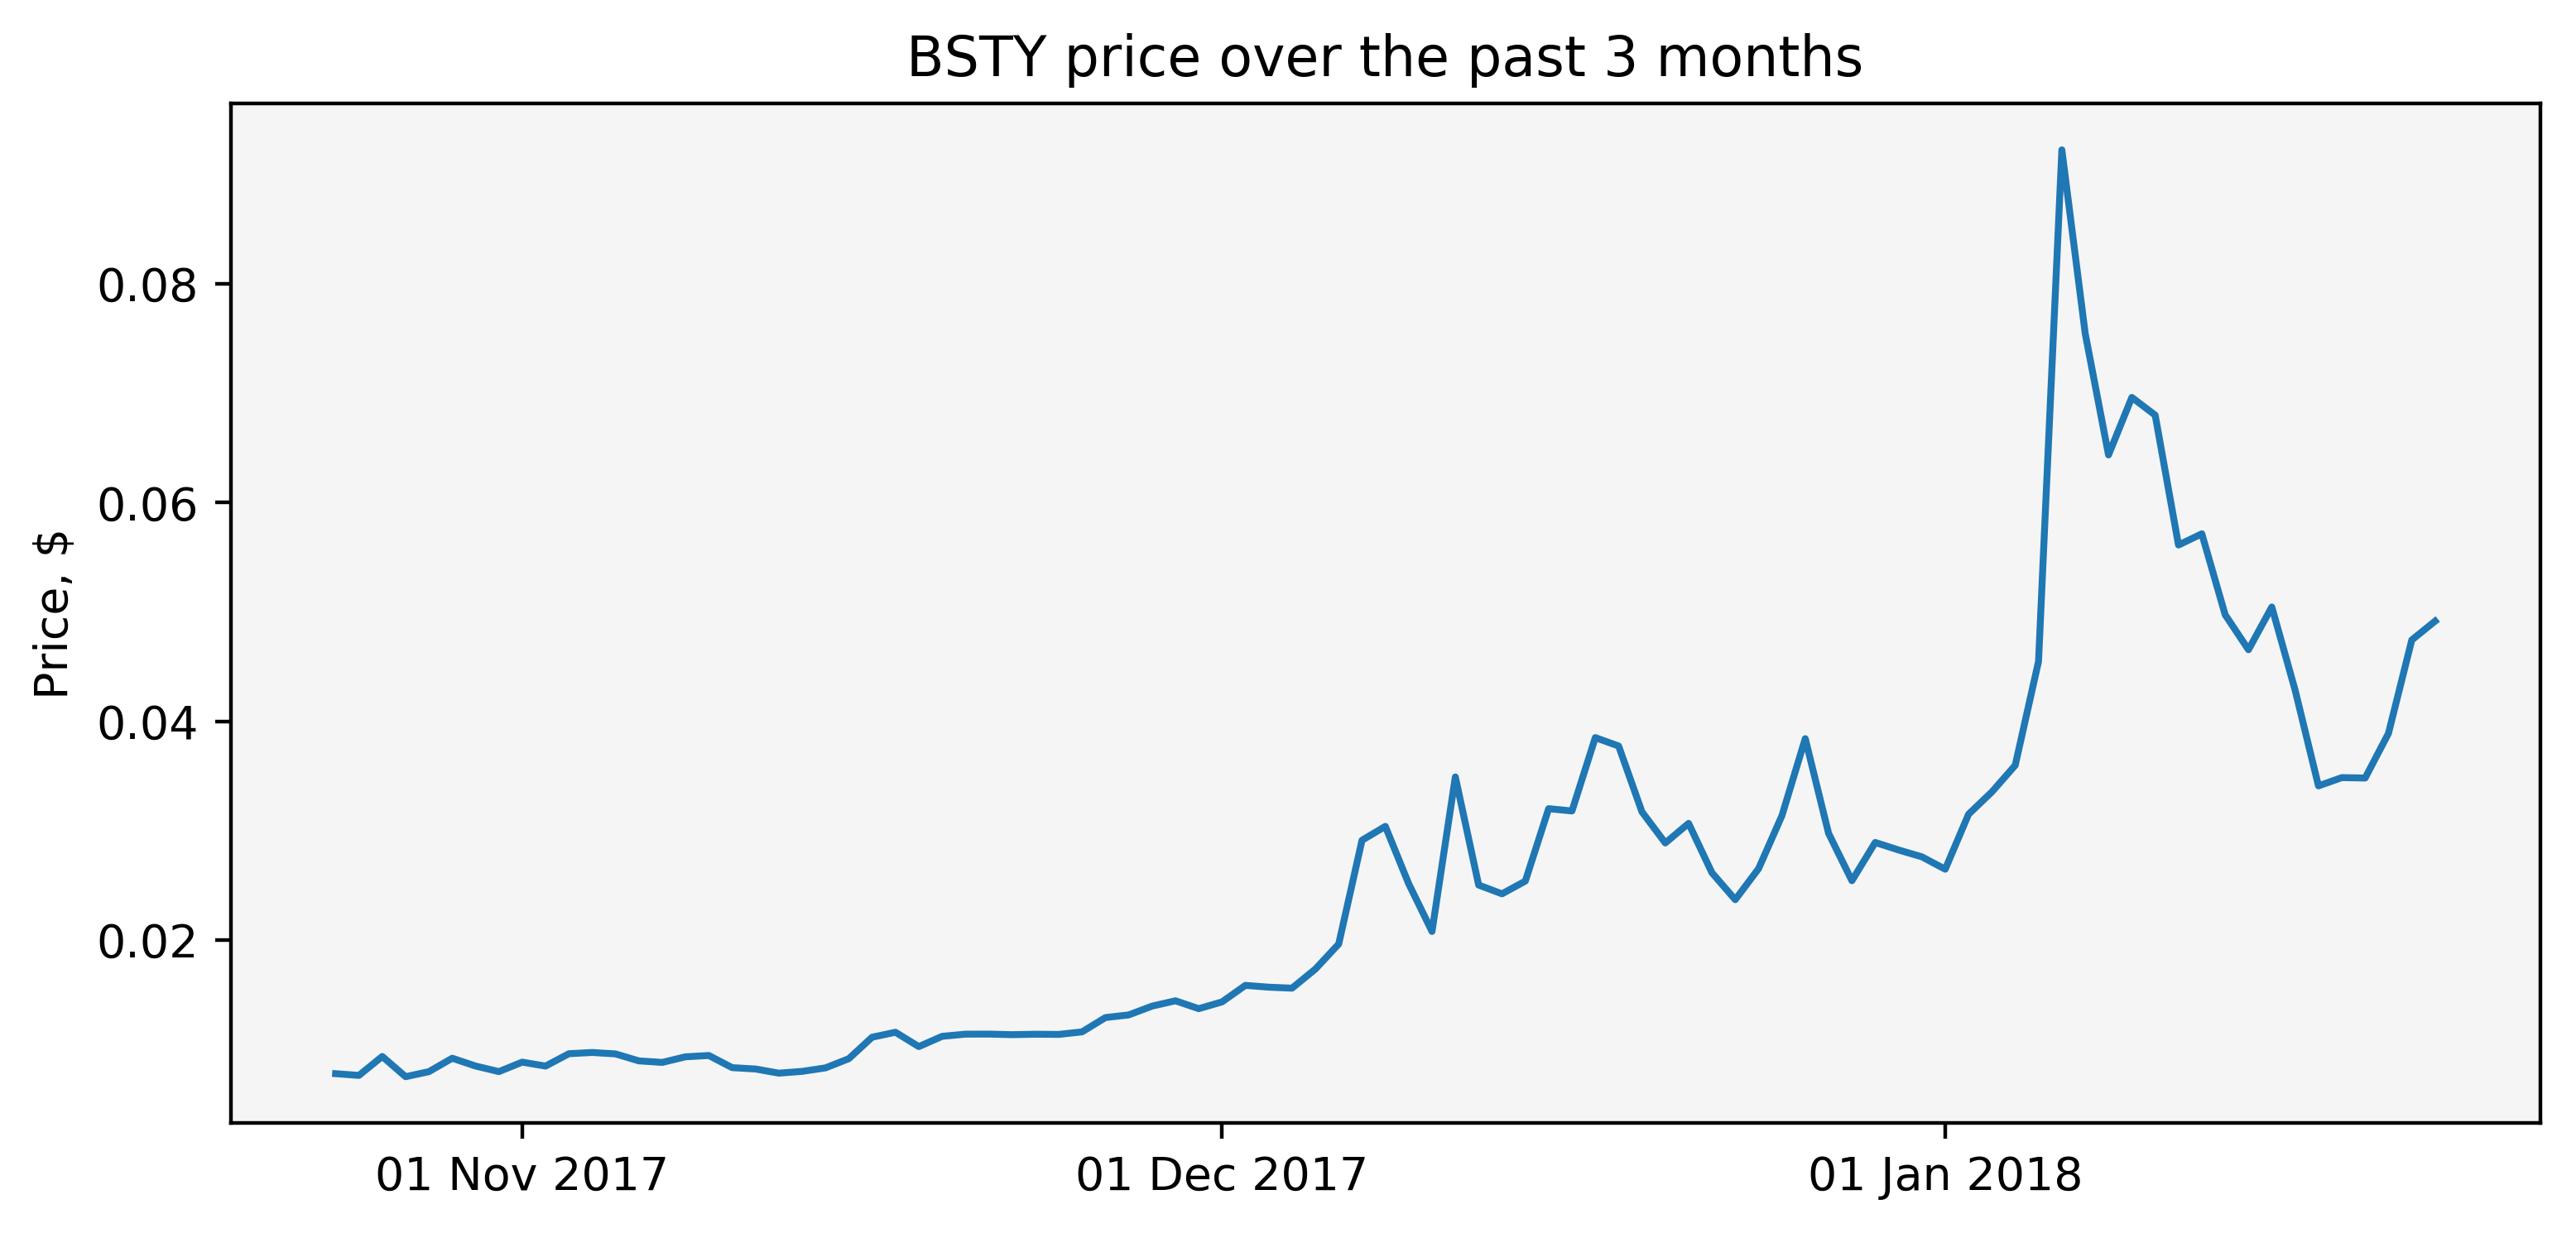 BSTY price over the past 3 months
0.08
0.06
0.04
0.02
Price, $
01 Nov 2017
01 Dec 2017
01 Jan 2018